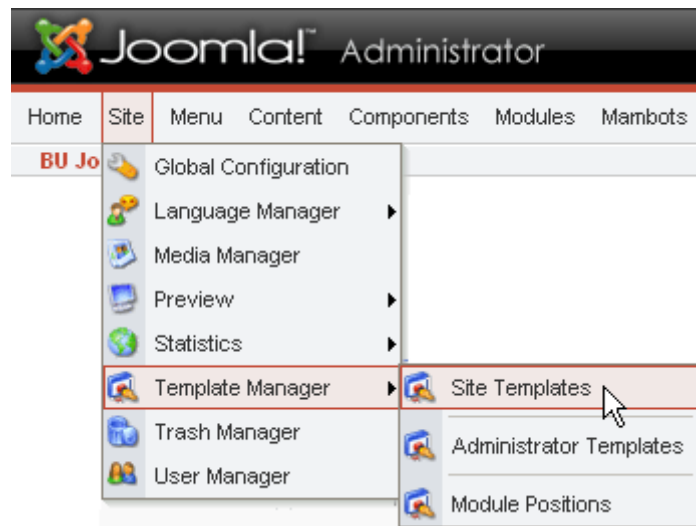 Joomla!™ Administrator
Home Site Menu Content Components Modules Mambots
BU Jo
Global Configuration
Language Manager
Media Manager
Preview
Statistics
Template Manager
Site Templates
Trash Manager
Administrator Templates
User Manager
Module Positions